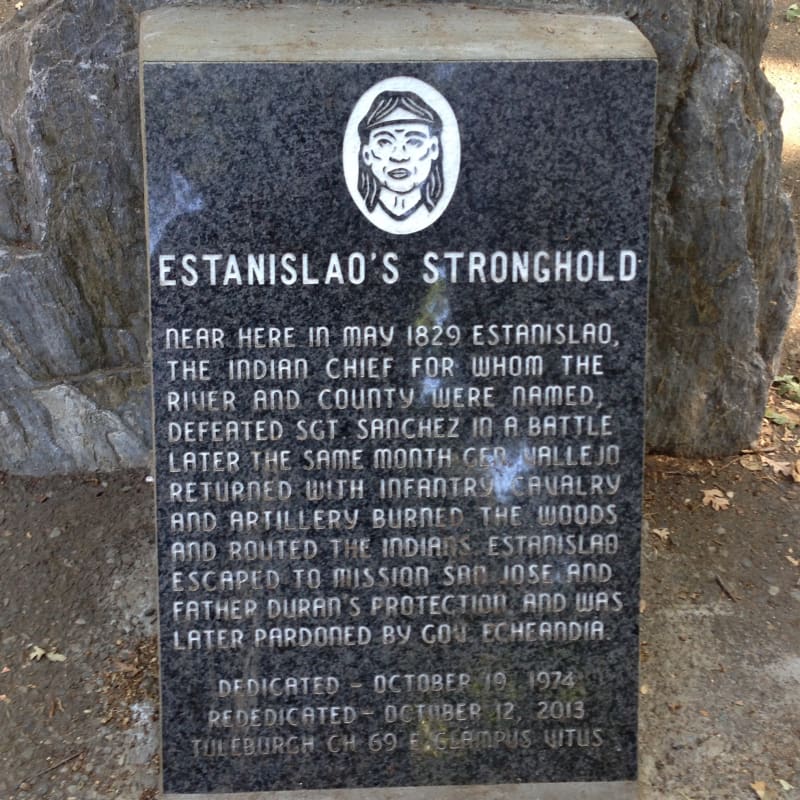 ESTANISLAO'S STRONGHOLD
NEAR HERE IN MAY 1829 ESTANISLAO,
THE INDIAN CHIEF FOR WHOM THE
RIVER AND COUNTY WERE NAMED,
DEFEATED SGT. SANCHEZ IN A BATTLE
LATER THE SAME MONTH GEN. VALLEJO
RETURNED WITH INFANTRY, CAVALRY
AND ARTILLERY BURNED THE WOODS
AND ROUTED THE INDIANS. ESTANISLAO
ESCAPED TO MISSION SAN JOSE AND
FATHER DURAN'S PROTECTION AND WAS
LATER PARDONED BY GOV. ECHEANDIA.
DEDICATED - OCTOBER 19, 1974
REDEDICATED - OCTOBER 12, 2013
TULEBURGH CH 69 E CLAMPUS VITUS